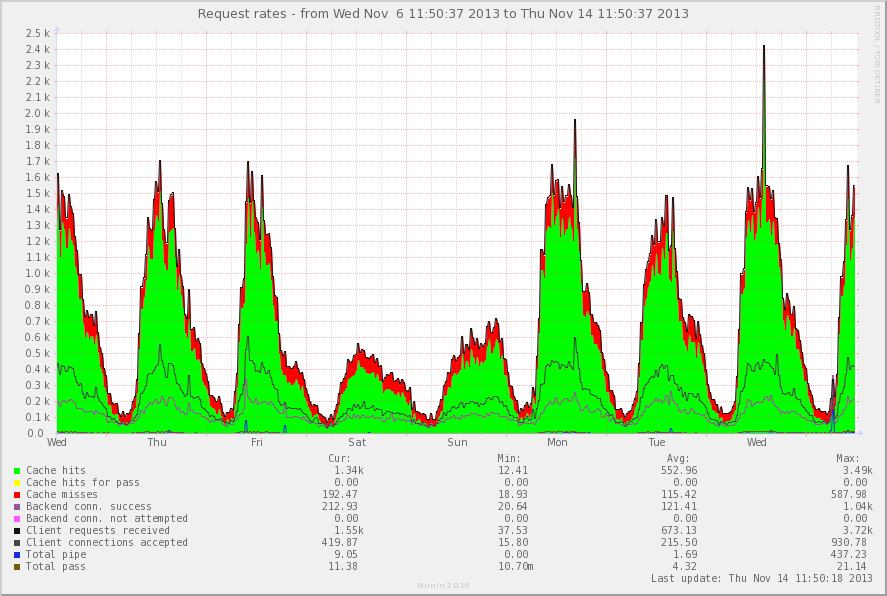 Request rates - from Wed Nov  6 11:50:37 2013 to Thu Nov 14 11:50:37 2013
RRDTOOL / TOBI OETIKER
2.5 k
2.4 k
2.3 k
2.2 k
2.1 k
2.0 k
1.9 k
1.8 k
1.7 k
1.6 k
1.5 k
1.4 k
1.3 k
1.2 k
1.1 k
1.0 k
0.9 k
0.8 k
0.7 k
0.6 k
0.5 k
0.4 k
0.3 k
0.2 k
0.1 k
0.0
Wed Thu Fri Sat Sun Mon Tue Wed
Cur: Min: Avg: Max:
Cache hits 1.34k 12.41 552.96 3.49k
Cache hits for pass 0.00 0.00 0.00 0.00
Cache misses 192.47 18.93 115.42 587.98
Backend conn. success 212.93 20.64 121.41 1.04k
Backend conn. not attempted 0.00 0.00 0.00 0.00
Client requests received 1.55k 37.53 673.13 3.72k
Client connections accepted 419.87 15.80 215.50 930.78
Total pipe 9.05 0.00 1.69 437.23
Total pass 11.38 10.70m 4.32 21.14
Last update: Thu Nov 14 11:50:18 2013
Munin 2.0.16